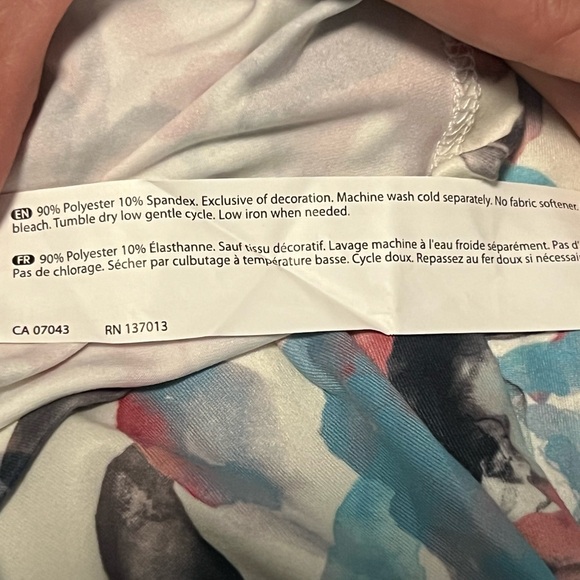 EN 90% Polyester 10% Spandex. Exclusive of decoration. Machine wash cold separately. No fabric softener.
bleach. Tumble dry low gentle cycle. Low iron when needed.
FR 90% Polyester 10% Élasthanne. Sauf tissu décoratif. Lavage machine à l'eau froide séparément. Pas d'
Pas de chlorage. Sécher par culbutage à température basse. Cycle doux. Repassez au fer doux si nécessai
CA 07043 RN 137013